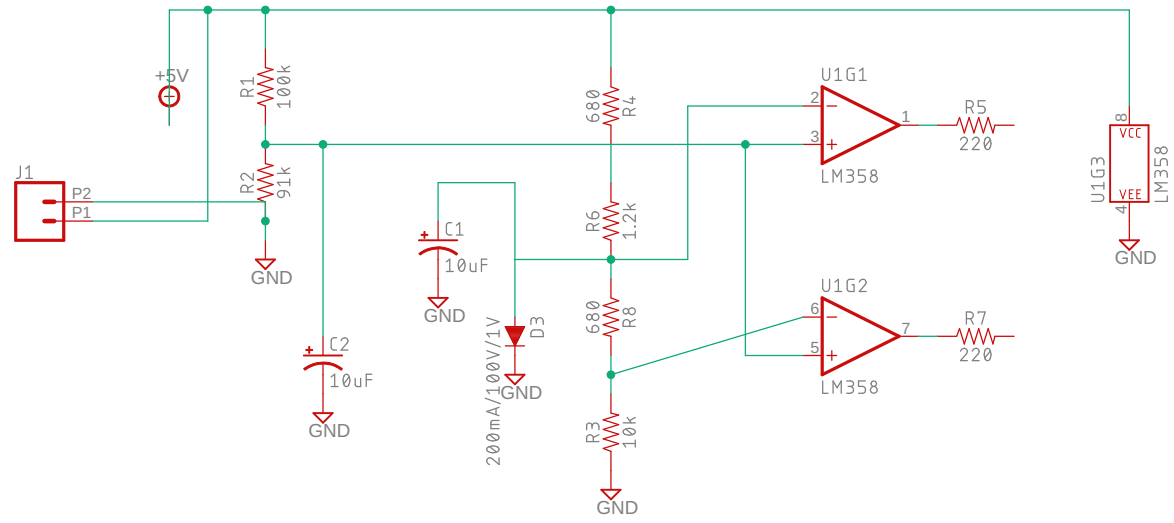 +5V
R1
100k
680
R4
U1G1
2
3
1
LM358
R5
220
8
VCC
VEE
4
U1G3
LM358
GND
J1
P2
P1
R2
91k
GND
R6
1.2k
C1
10uF
GND
680
R8
U1G2
6
5
7
LM358
R7
220
D3
200mA/100V/1V
GND
C2
10uF
GND
R3
10k
GND